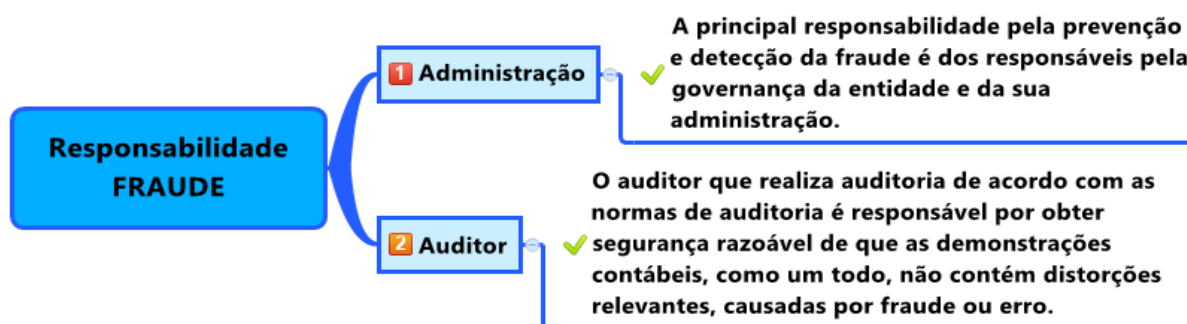 Responsabilidade
FRAUDE
1 Administração
A principal responsabilidade pela prevenção
e detecção da fraude é dos responsáveis pela
governança da entidade e da sua
administração.
2 Auditor
O auditor que realiza auditoria de acordo com as
normas de auditoria é responsável por obter
segurança razoável de que as demonstrações
contábeis, como um todo, não contém distorções
relevantes, causadas por fraude ou erro.